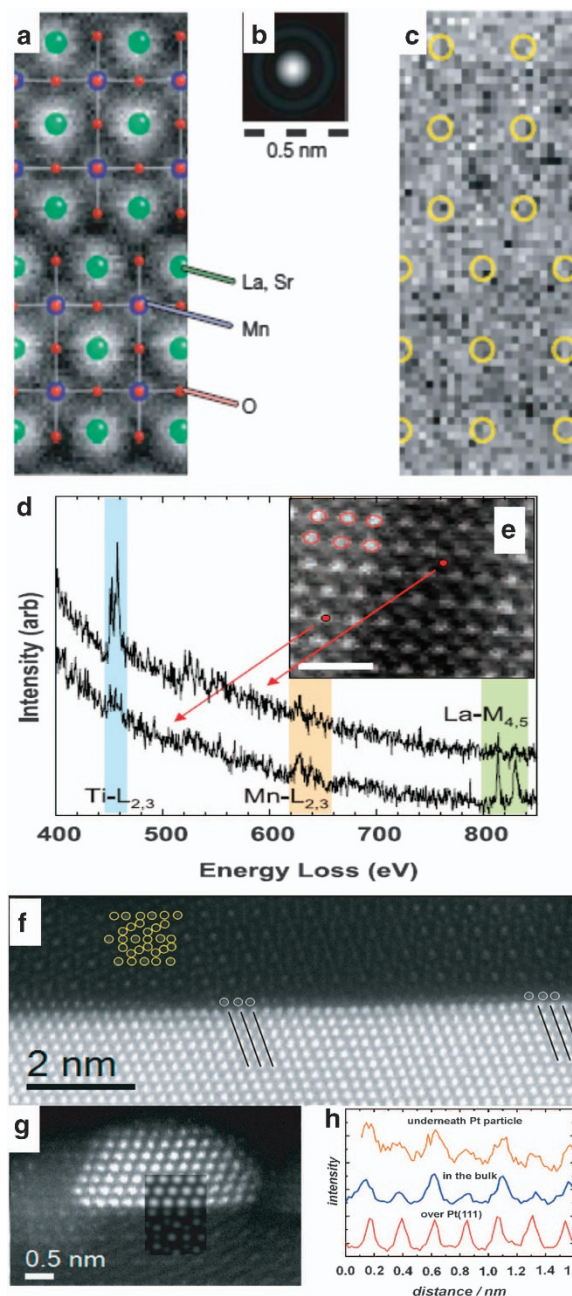 a
b
c
0.5 nm
La, Sr
Mn
O
d
e
Intensity (arb)
La-M4,5
Ti-L2,3
Mn-L2,3
400 500 600 700 800
Energy Loss (eV)
f
2 nm
g
0.5 nm
h
underneath Pt particle
in the bulk
over Pt(111)
intensity
0.0 0.2 0.4 0.6 0.8 1.0 1.2 1.4 1.
distance / nm